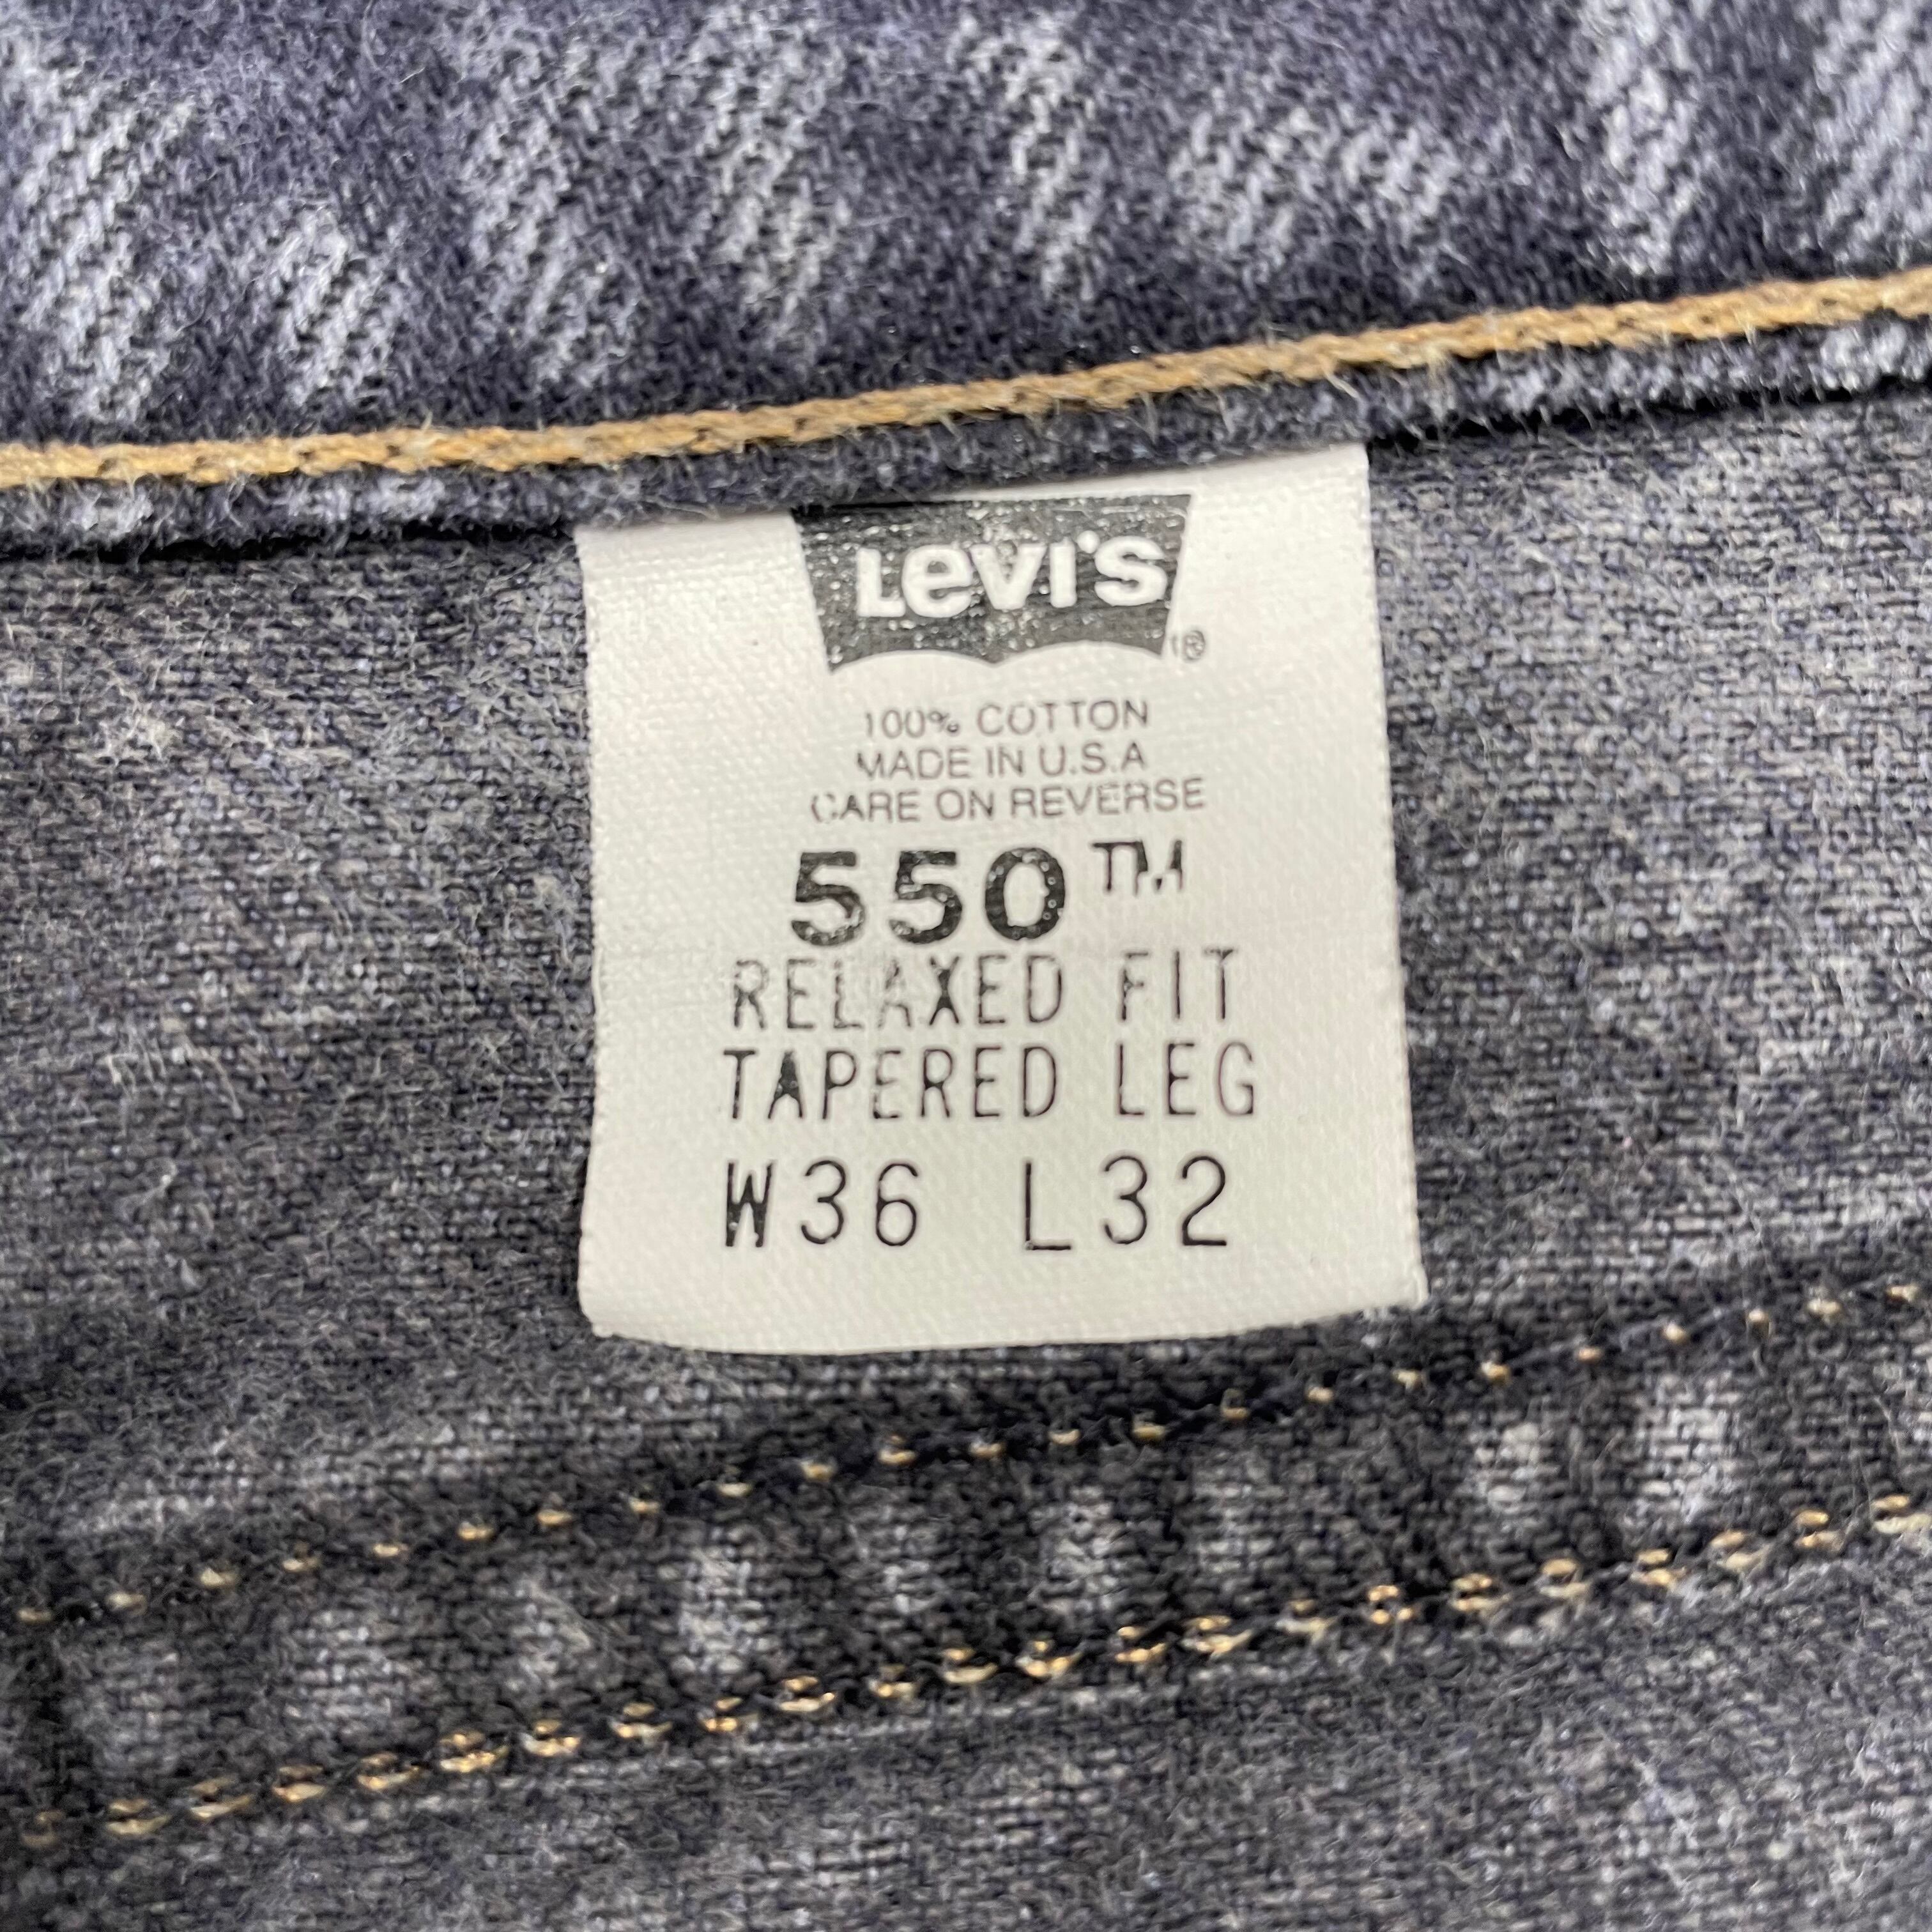 Levi's ®
100% COTTON
MADE IN U.S.A
CARE ON REVERSE
550™
RELAXED FIT
TAPERED LEG
W36 L32